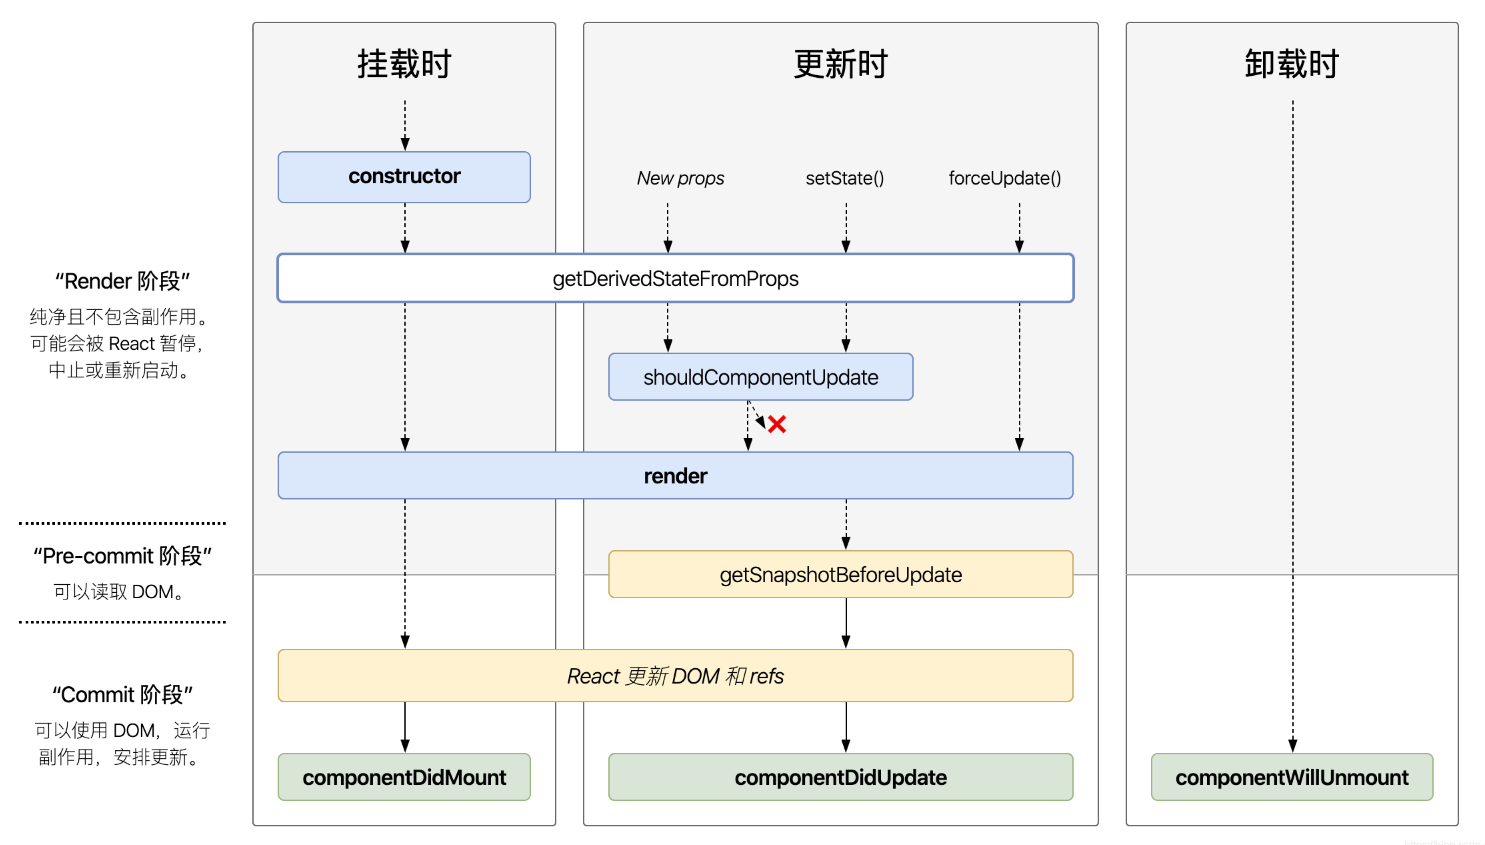 挂载时
更新时
卸载时
constructor
New props
setState()
forceUpdate()
“Render 阶段”
纯净且不包含副作用。
可能会被 React 暂停，
中止或重新启动。
getDerivedStateFromProps
shouldComponentUpdate
render
“Pre-commit 阶段”
可以读取 DOM。
getSnapshotBeforeUpdate
“Commit 阶段”
可以使用 DOM，运行
副作用，安排更新。
React 更新 DOM 和 refs
componentDidMount
componentDidUpdate
componentWillUnmount